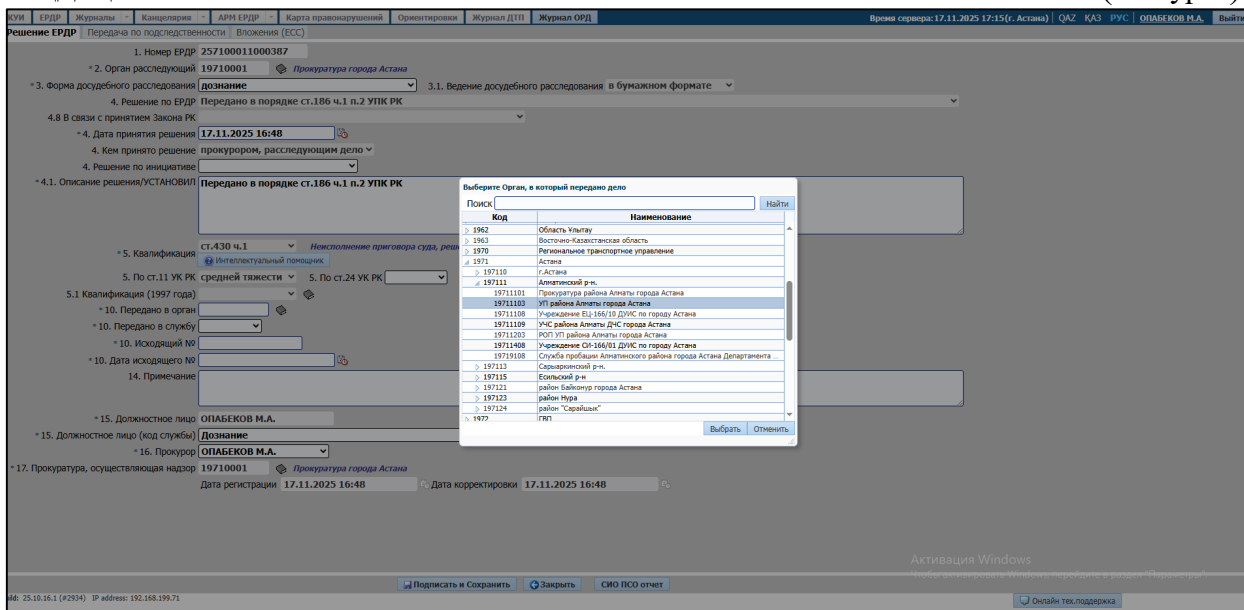 КУИ ЕРДР Журналы Канцелярия АРМ ЕРДР Карта правонарушений Ориентировки Журнал ДТП Журнал ОРД Время сервера:17.11.2025 17:15(г. Астана) QAZ ҚАЗ РУС ОПАБЕКОВ М.А. Выйти
Решение ЕРДР Передача по подследственности Вложения (ECC)
1. Номер ЕРДР 257100011000387
* 2. Орган расследующий 19710001 Прокуратура города Астана
* 3. Форма досудебного расследования дознание 3.1. Ведение досудебного расследования в бумажном формате
4. Решение по ЕРДР Передано в порядке ст.186 ч.1 п.2 УПК РК
4.8 В связи с принятием Закона РК
* 4. Дата принятия решения 17.11.2025 16:48
4. Кем принято решение прокурором, расследующим дело
4. Решение по инициативе
* 4.1. Описание решения/УСТАНОВИЛ Передано в порядке ст.186 ч.1 п.2 УПК РК
* 5. Квалификация ст.430 ч.1 Неисполнение приговора суда, реше
Интеллектуальный помощник
5. По ст.11 УК РК средней тяжести 5. По ст.24 УК РК
5.1 Квалификация (1997 года)
* 10. Передано в орган
* 10. Передано в службу
* 10. Исходящий №
* 10. Дата исходящего №
14. Примечание
* 15. Должностное лицо ОПАБЕКОВ М.А.
* 15. Должностное лицо (код службы) Дознание
* 16. Прокурор ОПАБЕКОВ М.А.
* 17. Прокуратура, осуществляющая надзор 19710001 Прокуратура города Астана
Дата регистрации 17.11.2025 16:48 Дата корректировки 17.11.2025 16:48
Выберите Орган, в который передано дело
Поиск Найти
Код Наименование
1962 Область Ұлытау
1963 Восточно-Казахстанская область
1970 Региональное транспортное управление
1971 Астана
197110 г.Астана
197111 Алматинский р-н.
19711101 Прокуратура района Алматы города Астана
19711103 УП района Алматы города Астана
19711108 Учреждение ЕЦ-166/10 ДУИС по городу Астана
19711109 УЧС района Алматы ДЧС города Астана
19711203 РОП УП района Алматы города Астана
19711408 Учреждение СИ-166/01 ДУИС по городу Астана
19719108 Служба пробации Алматинского района города Астана Департамента ...
197113 Сарыаркинский р-н.
197115 Есильский р-н
197121 район Байконур города Астана
197123 район Нура
197124 район "Сарайшык"
1972 ГВП
Выбрать Отменить
Активация Windows
Чтобы активировать Windows, перейдите в раздел "Параметры".
Подписать и Сохранить Закрыть СИО ПСО отчет
25.10.16.1 (#2934) IP address: 192.168.199.71
Онлайн тех.поддержка